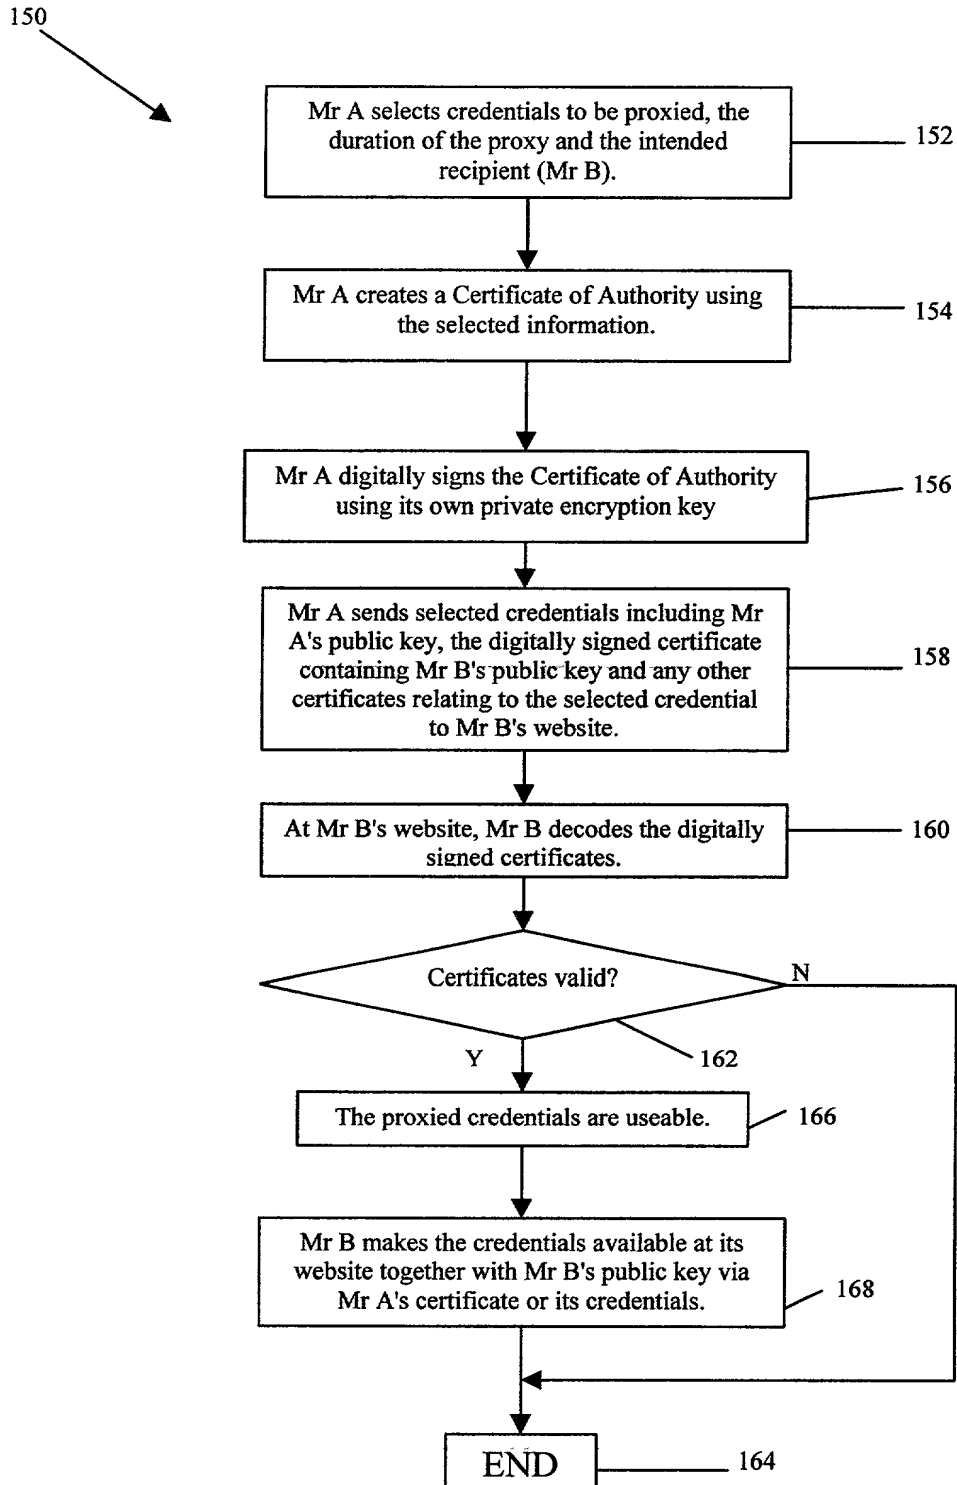 150
Mr A selects credentials to be proxied, the
duration of the proxy and the intended
recipient (Mr B).
152
Mr A creates a Certificate of Authority using
the selected information.
154
Mr A digitally signs the Certificate of Authority
using its own private encryption key
156
Mr A sends selected credentials including Mr
A's public key, the digitally signed certificate
containing Mr B's public key and any other
certificates relating to the selected credential
to Mr B's website.
158
At Mr B's website, Mr B decodes the digitally
signed certificates.
160
Certificates valid?
N
Y
162
The proxied credentials are useable.
166
Mr B makes the credentials available at its
website together with Mr B's public key via
Mr A's certificate or its credentials.
168
END
164